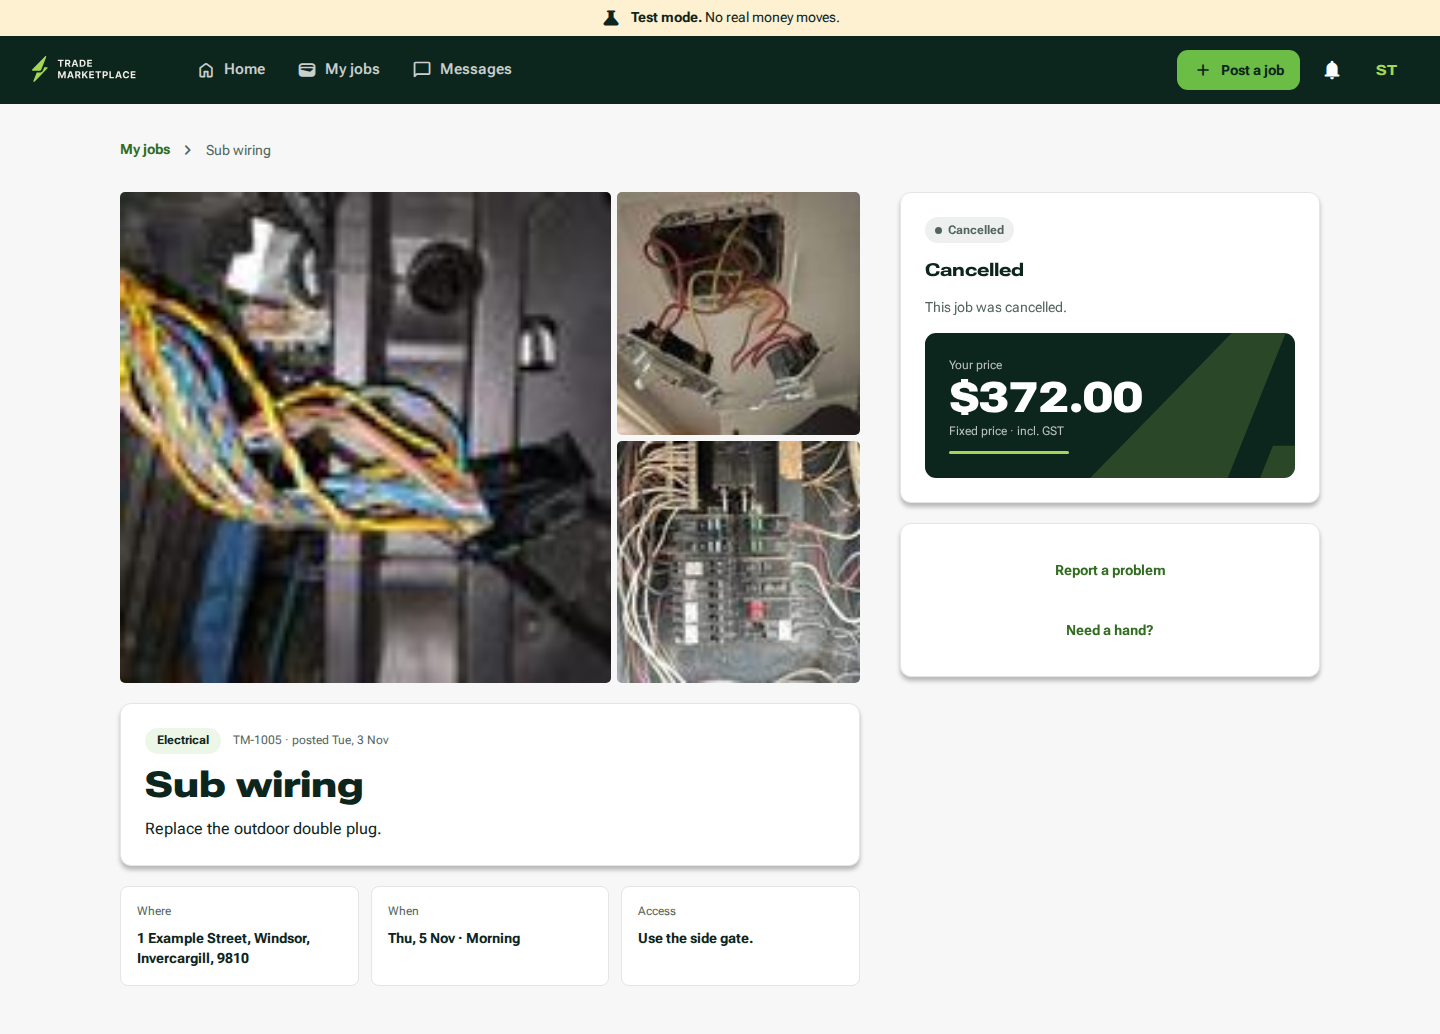 Test mode. No real money moves.
TRADE
MARKETPLACE
Home
My jobs
Messages
Post a job
ST
My jobs
Sub wiring
Cancelled
Cancelled
This job was cancelled.
Your price
$372.00
Fixed price · incl. GST
Report a problem
Need a hand?
Electrical
TM-1005 · posted Tue, 3 Nov
Sub wiring
Replace the outdoor double plug.
Where
1 Example Street, Windsor,
Invercargill, 9810
When
Thu, 5 Nov · Morning
Access
Use the side gate.